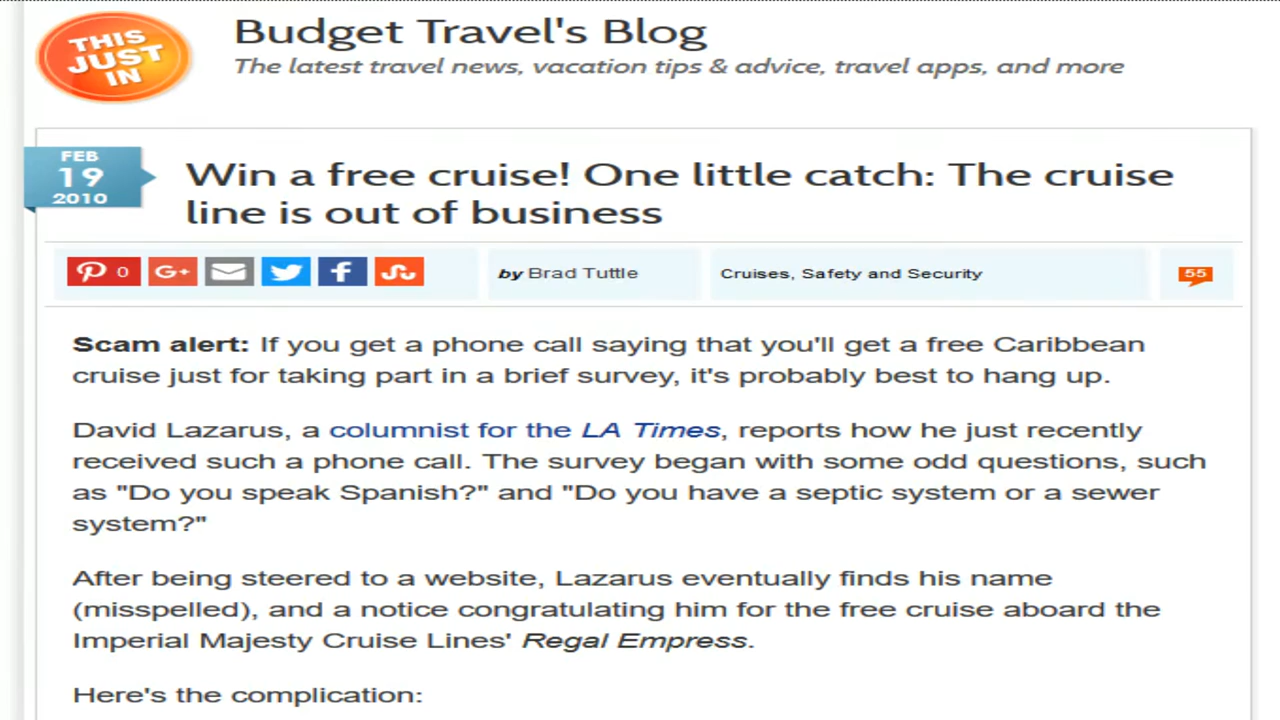 THIS
JUST
IN
Budget Travel's Blog
The latest travel news, vacation tips & advice, travel apps, and more
FEB
19
2010
Win a free cruise! One little catch: The cruise
line is out of business
0
G+
by Brad Tuttle
Cruises, Safety and Security
55
Scam alert: If you get a phone call saying that you'll get a free Caribbean
cruise just for taking part in a brief survey, it's probably best to hang up.
David Lazarus, a columnist for the LA Times, reports how he just recently
received such a phone call. The survey began with some odd questions, such
as "Do you speak Spanish?" and "Do you have a septic system or a sewer
system?"
After being steered to a website, Lazarus eventually finds his name
(misspelled), and a notice congratulating him for the free cruise aboard the
Imperial Majesty Cruise Lines' Regal Empress.
Here's the complication: